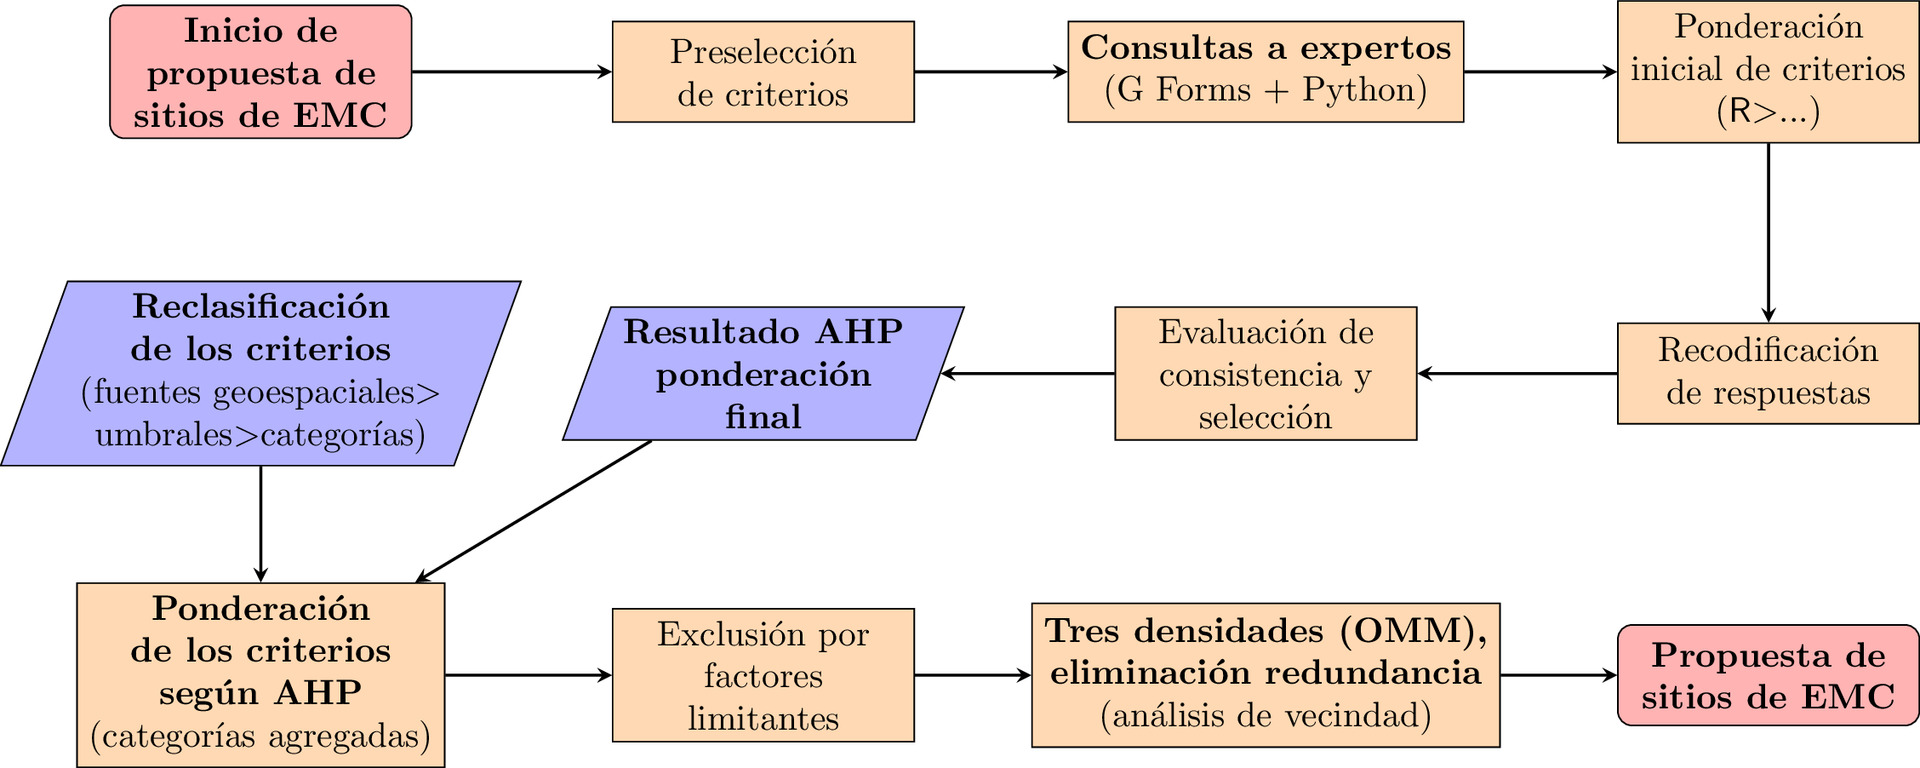 Inicio de
propuesta de
sitios de EMC
Preselección
de criterios
Consultas a expertos
(G Forms + Python)
Ponderación
inicial de criterios
(R>...)
Reclasificación
de los criterios
(fuentes geoespaciales>
umbrales>categorías)
Resultado AHP
ponderación
final
Evaluación de
consistencia y
selección
Recodificación
de respuestas
Ponderación
de los criterios
según AHP
(categorías agregadas)
Exclusión por
factores
limitantes
Tres densidades (OMM),
eliminación redundancia
(análisis de vecindad)
Propuesta de
sitios de EMC